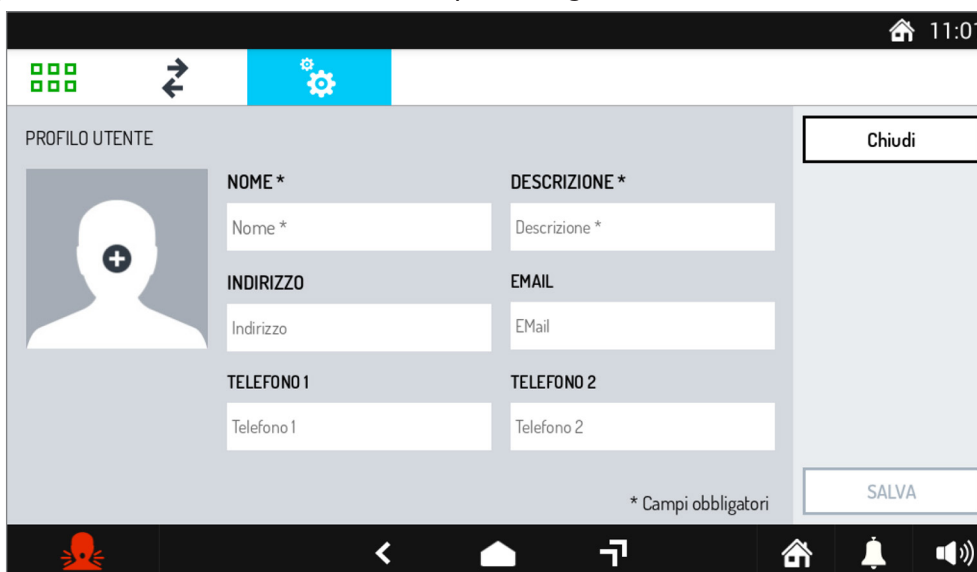 11:01
PROFILO UTENTE
Chiudi
NOME *
DESCRIZIONE *
Nome *
Descrizione *
INDIRIZZO
EMAIL
Indirizzo
EMail
TELEFONO 1
TELEFONO 2
Telefono 1
Telefono 2
* Campi obbligatori
SALVA